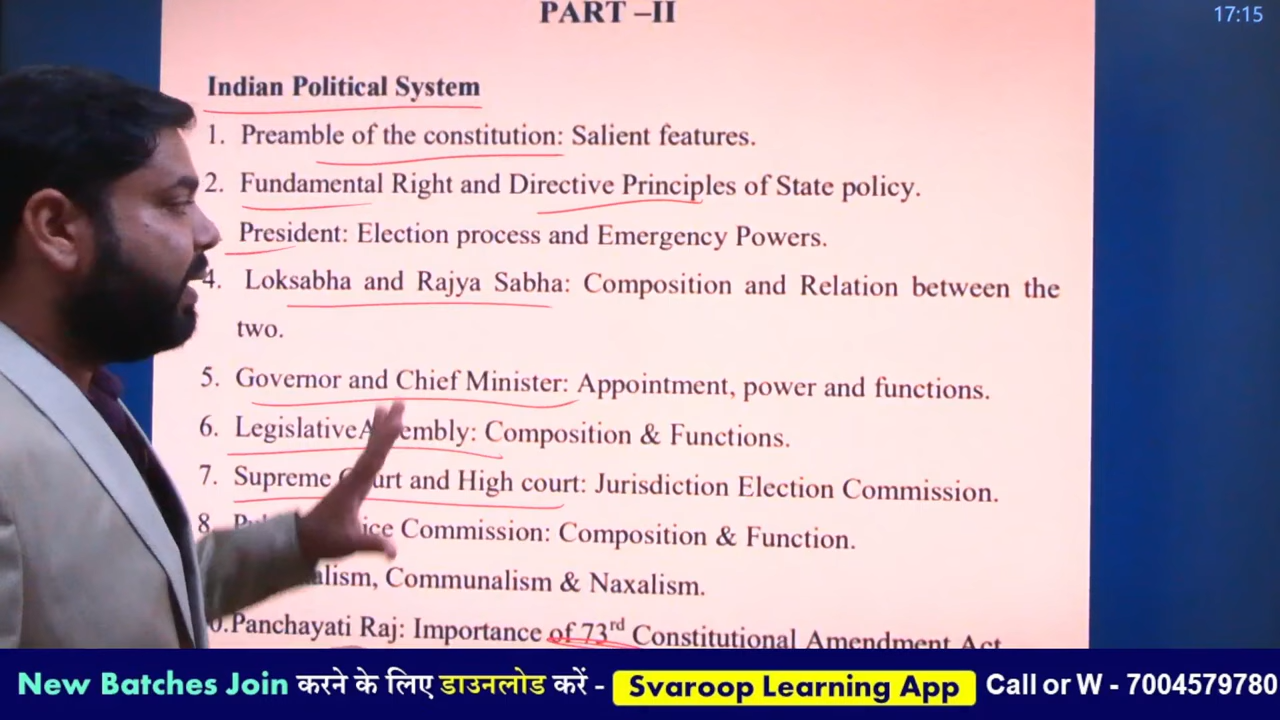 PART –II
17:15
Indian Political System
1. Preamble of the constitution: Salient features.
2. Fundamental Right and Directive Principles of State policy.
President: Election process and Emergency Powers.
4. Loksabha and Rajya Sabha: Composition and Relation between the
two.
5. Governor and Chief Minister: Appointment, power and functions.
6. Legislative Composition & Functions.
7. Supreme and High court: Jurisdiction Election Commission.
8 Commission: Composition & Function.
Communalism & Naxalism.
Panchayati Raj: Importance of 73rd Constitutional Amendment Act
New Batches Join करने के लिए डाउनलोड करें - Svaroop Learning App Call or W - 7004579780